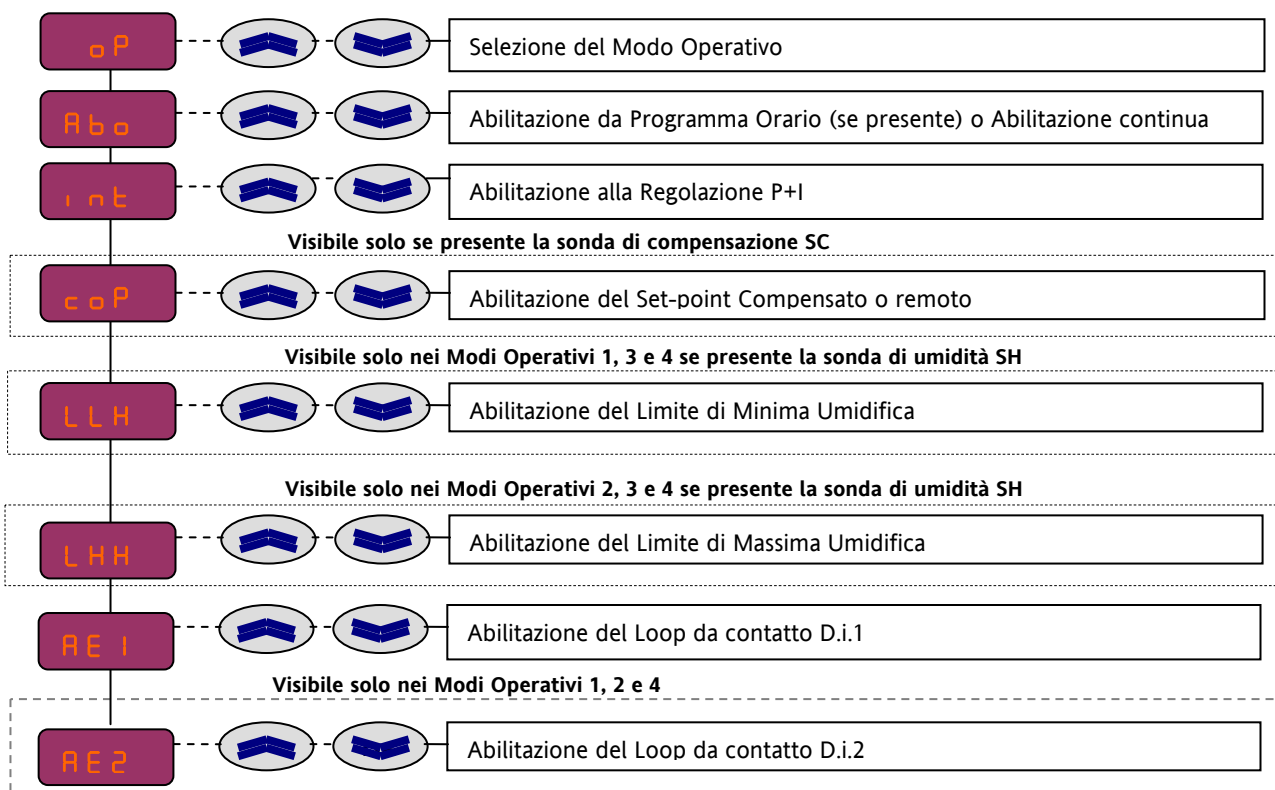 oP
Selezione del Modo Operativo
Abo
Abilitazione da Programma Orario (se presente) o Abilitazione continua
int
Abilitazione alla Regolazione P+I
Visibile solo se presente la sonda di compensazione SC
coP
Abilitazione del Set-point Compensato o remoto
Visibile solo nei Modi Operativi 1, 3 e 4 se presente la sonda di umidità SH
LLH
Abilitazione del Limite di Minima Umidifica
Visibile solo nei Modi Operativi 2, 3 e 4 se presente la sonda di umidità SH
LHH
Abilitazione del Limite di Massima Umidifica
AE1
Abilitazione del Loop da contatto D.i.1
Visibile solo nei Modi Operativi 1, 2 e 4
AE2
Abilitazione del Loop da contatto D.i.2